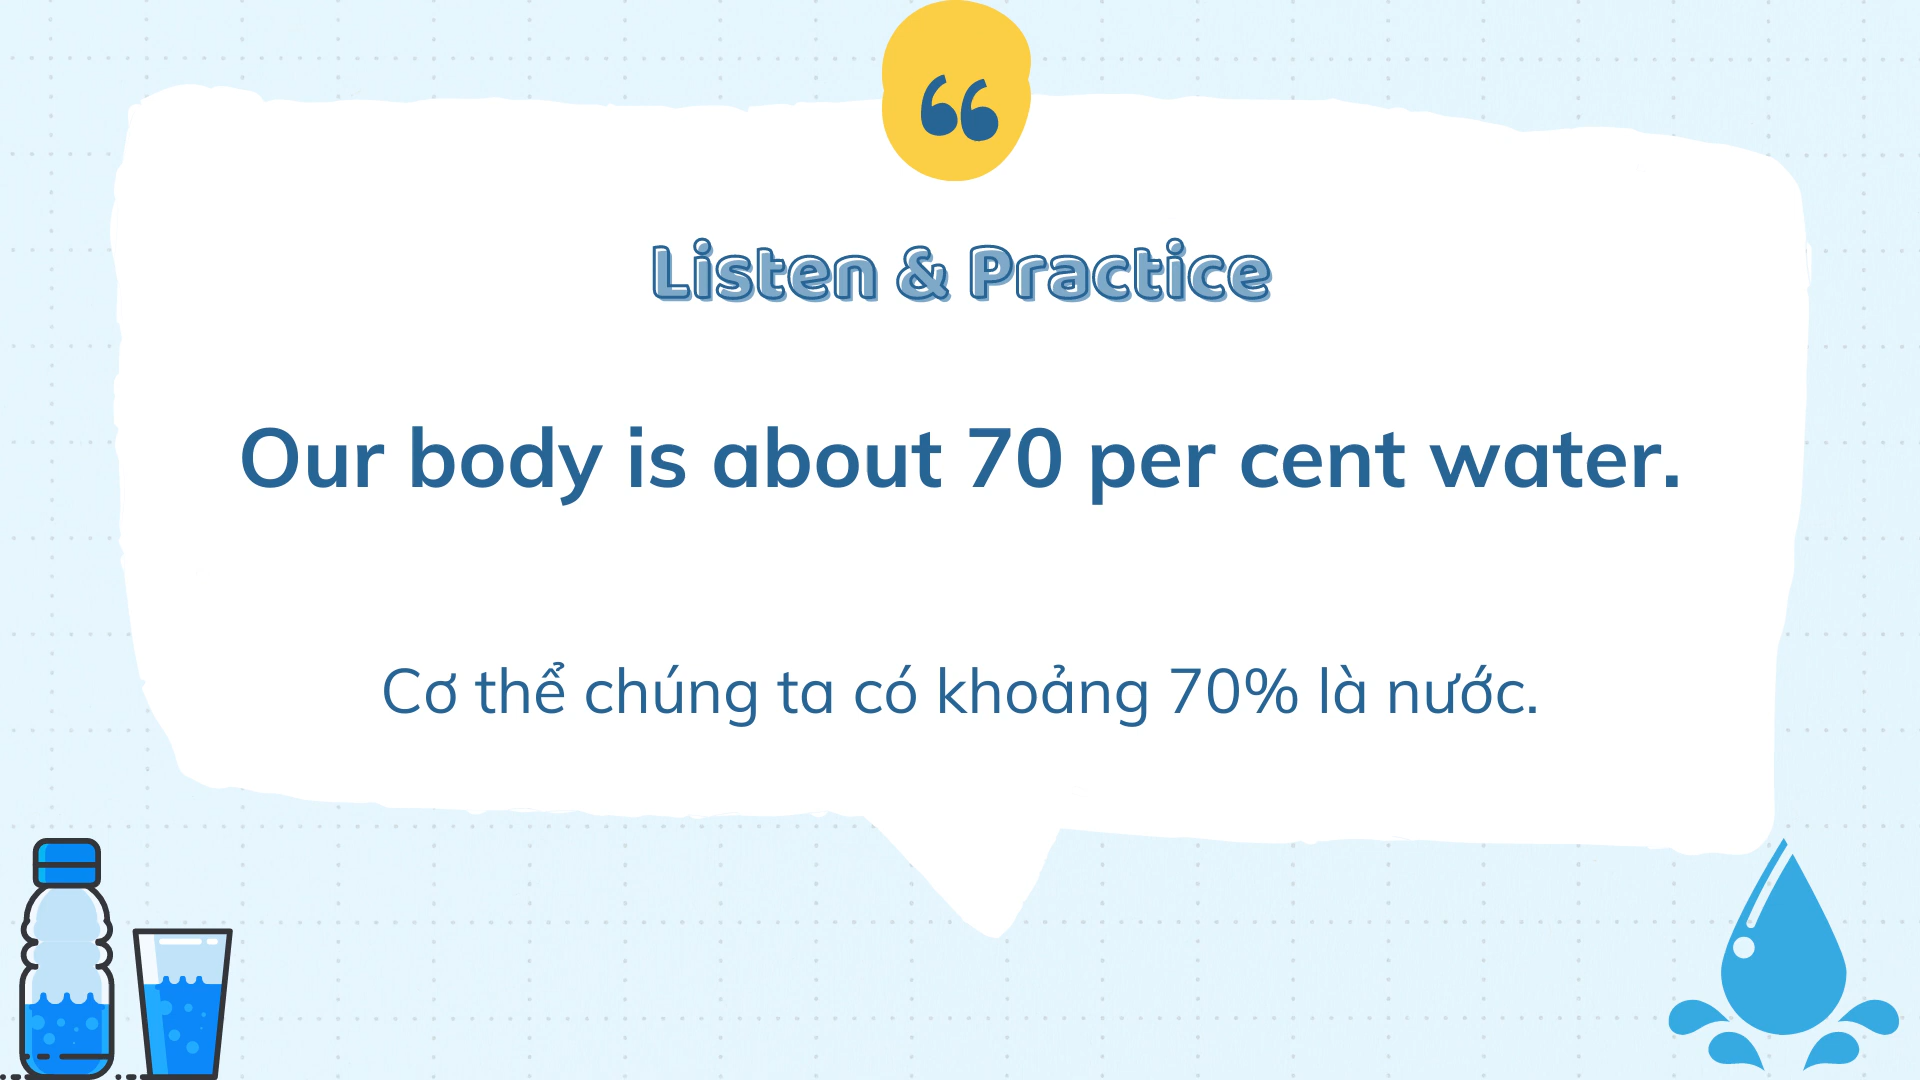 “
Listen & Practice
Our body is about 70 per cent water.
Cơ thể chúng ta có khoảng 70% là nước.